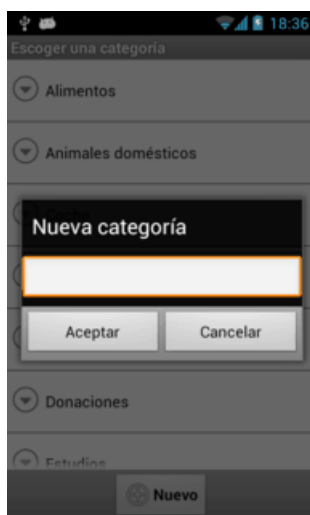 18:36
Escoger una categoría
Alimentos
Animales domésticos
Nueva categoría
Aceptar
Cancelar
Donaciones
Estudios
Nuevo